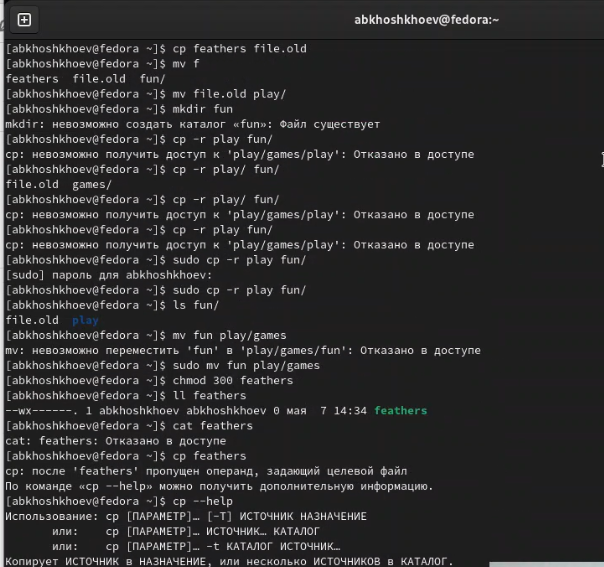 abkhoshkhoev@fedora:~
[abkhoshkhoev@fedora ~]$ cp feathers file.old
[abkhoshkhoev@fedora ~]$ mv f
feathers  file.old  fun/
[abkhoshkhoev@fedora ~]$ mv file.old play/
[abkhoshkhoev@fedora ~]$ mkdir fun
mkdir: невозможно создать каталог «fun»: Файл существует
[abkhoshkhoev@fedora ~]$ cp -r play fun/
cp: невозможно получить доступ к 'play/games/play': Отказано в доступе
[abkhoshkhoev@fedora ~]$ cp -r play/ fun/
file.old  games/
[abkhoshkhoev@fedora ~]$ cp -r play/ fun/
cp: невозможно получить доступ к 'play/games/play': Отказано в доступе
[abkhoshkhoev@fedora ~]$ cp -r play fun/
cp: невозможно получить доступ к 'play/games/play': Отказано в доступе
[abkhoshkhoev@fedora ~]$ sudo cp -r play fun/
[sudo] пароль для abkhoshkhoev:
[abkhoshkhoev@fedora ~]$ sudo cp -r play fun/
[abkhoshkhoev@fedora ~]$ ls fun/
file.old  play
[abkhoshkhoev@fedora ~]$ mv fun play/games
mv: невозможно переместить 'fun' в 'play/games/fun': Отказано в доступе
[abkhoshkhoev@fedora ~]$ sudo mv fun play/games
[abkhoshkhoev@fedora ~]$ chmod 300 feathers
[abkhoshkhoev@fedora ~]$ ll feathers
--wx------. 1 abkhoshkhoev abkhoshkhoev 0 мая  7 14:34 feathers
[abkhoshkhoev@fedora ~]$ cat feathers
cat: feathers: Отказано в доступе
[abkhoshkhoev@fedora ~]$ cp feathers
cp: после 'feathers' пропущен операнд, задающий целевой файл
По команде «cp --help» можно получить дополнительную информацию.
[abkhoshkhoev@fedora ~]$ cp --help
Использование: cp [ПАРАМЕТР]… [-T] ИСТОЧНИК НАЗНАЧЕНИЕ
или:    cp [ПАРАМЕТР]… ИСТОЧНИК… КАТАЛОГ
или:    cp [ПАРАМЕТР]… -t КАТАЛОГ ИСТОЧНИК…
Копирует ИСТОЧНИК в НАЗНАЧЕНИЕ, или несколько ИСТОЧНИКОВ в КАТАЛОГ.